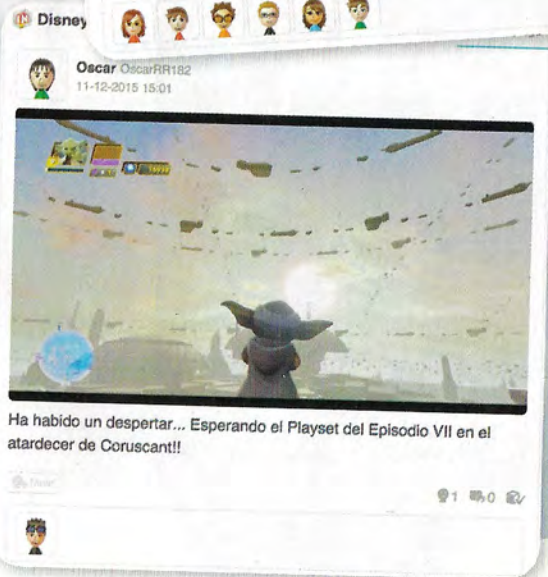 Disney
Oscar OscarRR182
11-12-2015 15:01
Ha habido un despertar... Esperando el Playset del Episodio VII en el
atardecer de Coruscant!!
1 0